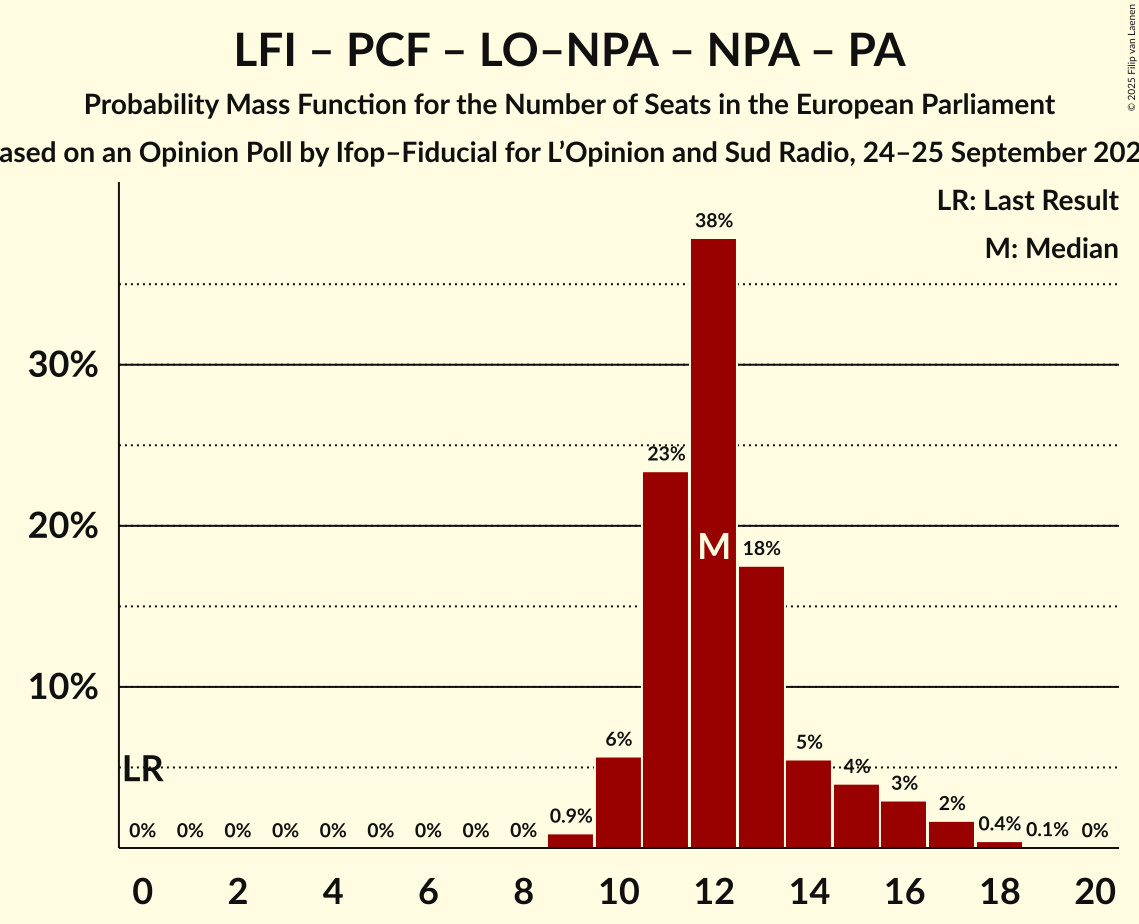 LFI – PCF – LO–NPA – NPA – PA
Probability Mass Function for the Number of Seats in the European Parliament
ased on an Opinion Poll by Ifop–Fiducial for L’Opinion and Sud Radio, 24–25 September 202
© 2025 Filip van Laenen
LR: Last Result
M: Median
38%
30%
23%
20%
M
18%
10%
LR
0% 0% 0% 0% 0% 0% 0% 0% 0% 0.9% 6% 5% 4% 3% 2% 0.4% 0.1% 0%
0 2 4 6 8 10 12 14 16 18 20